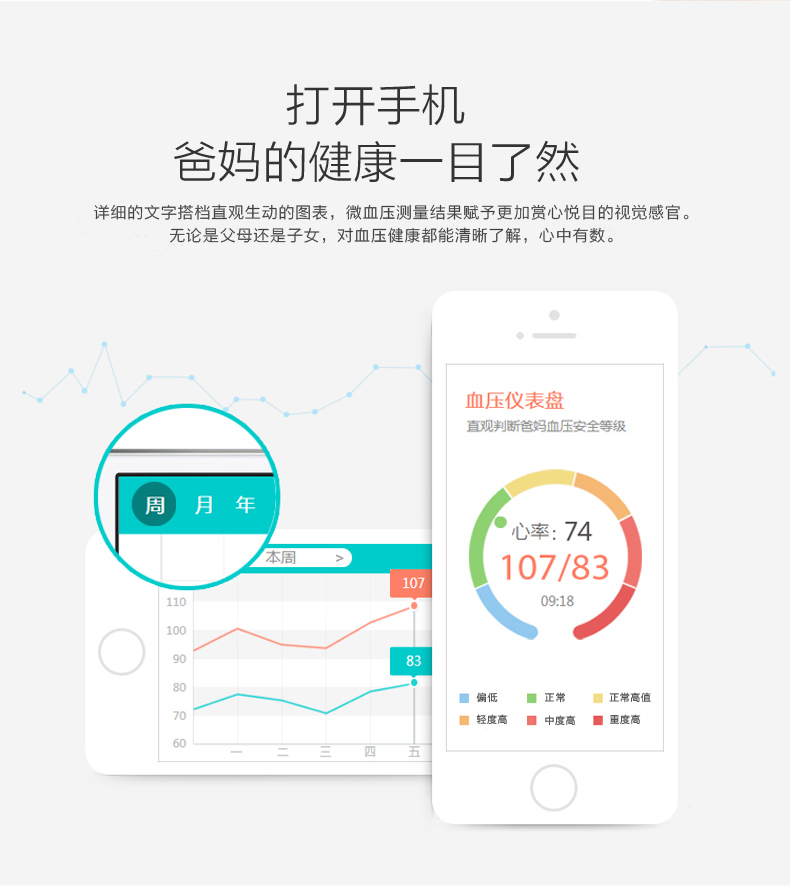 打开手机
爸妈的健康一目了然
详细的文字搭档直观生动的图表，微血压测量结果赋予更加赏心悦目的视觉感官。
无论是父母还是子女，对血压健康都能清晰了解，心中有数。
血压仪表盘
直观判断爸妈血压安全等级
周 月 年
心率：74
107/83
09:18
本周 >
107
110
100
90
83
80
70
60
一 二 三 四 五
偏低 正常 正常高值
轻度高 中度高 重度高